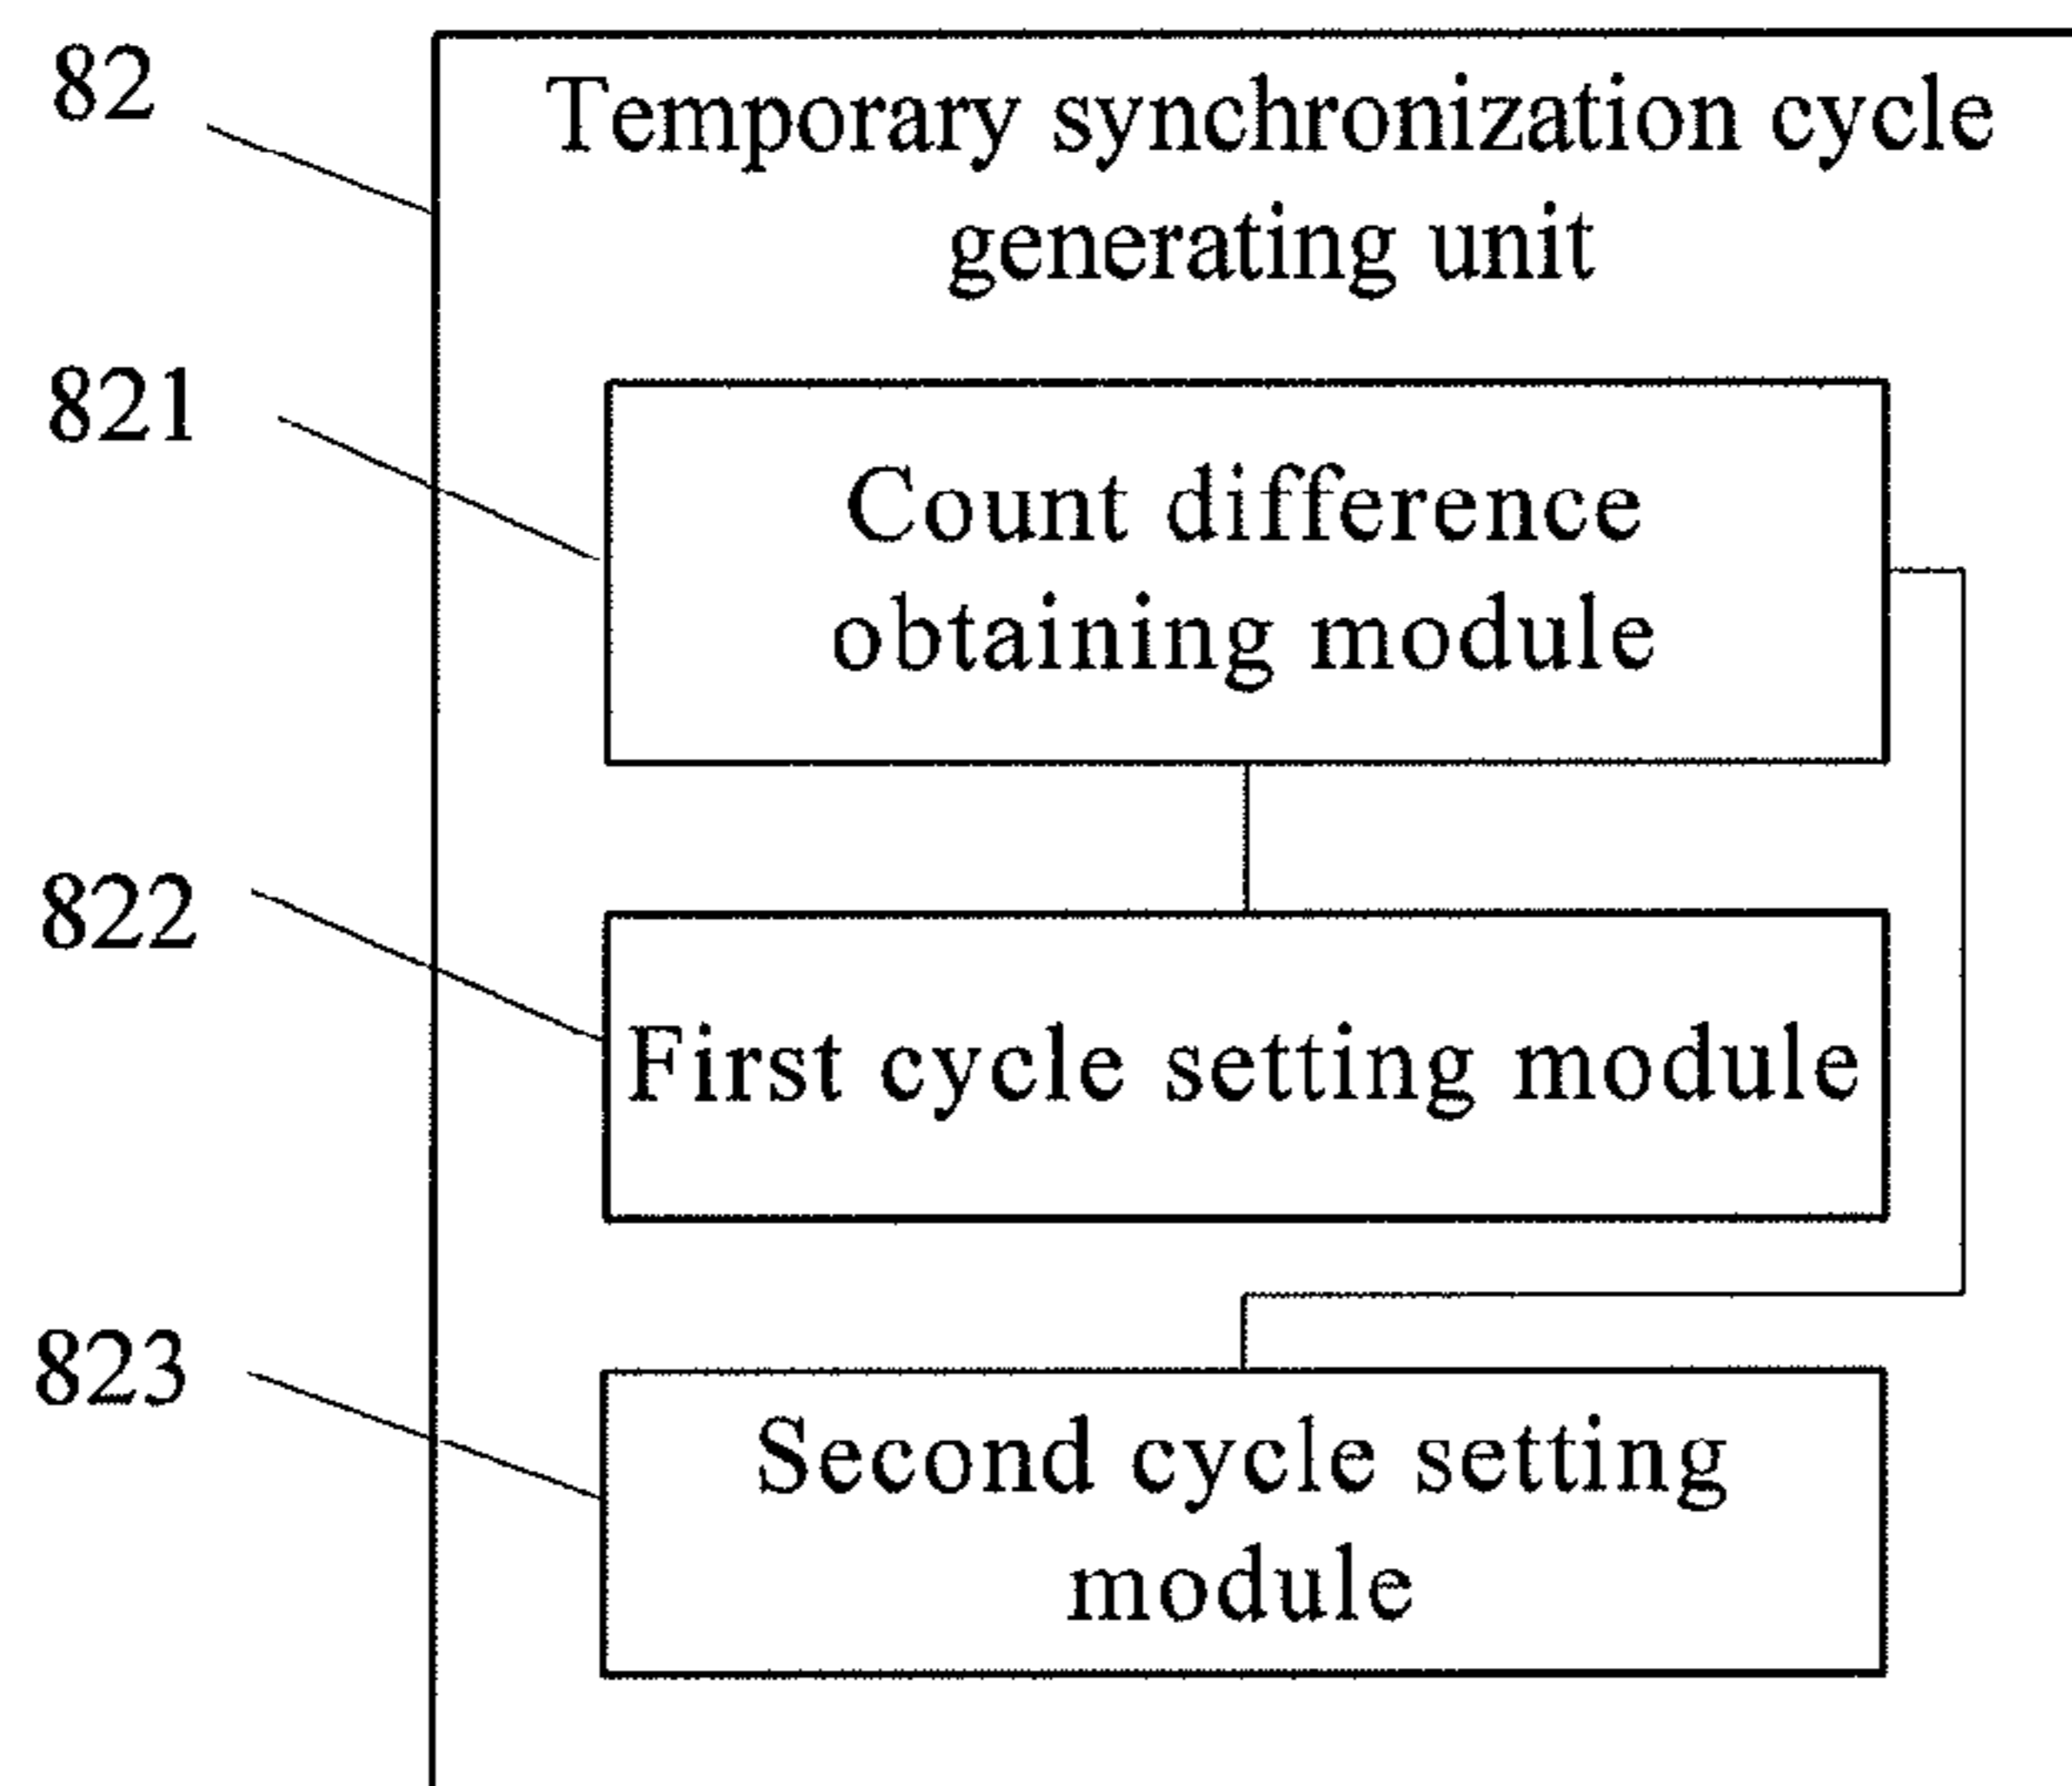 82
Temporary synchronization cycle
generating unit
821
Count difference
obtaining module
822
First cycle setting module
823
Second cycle setting
module